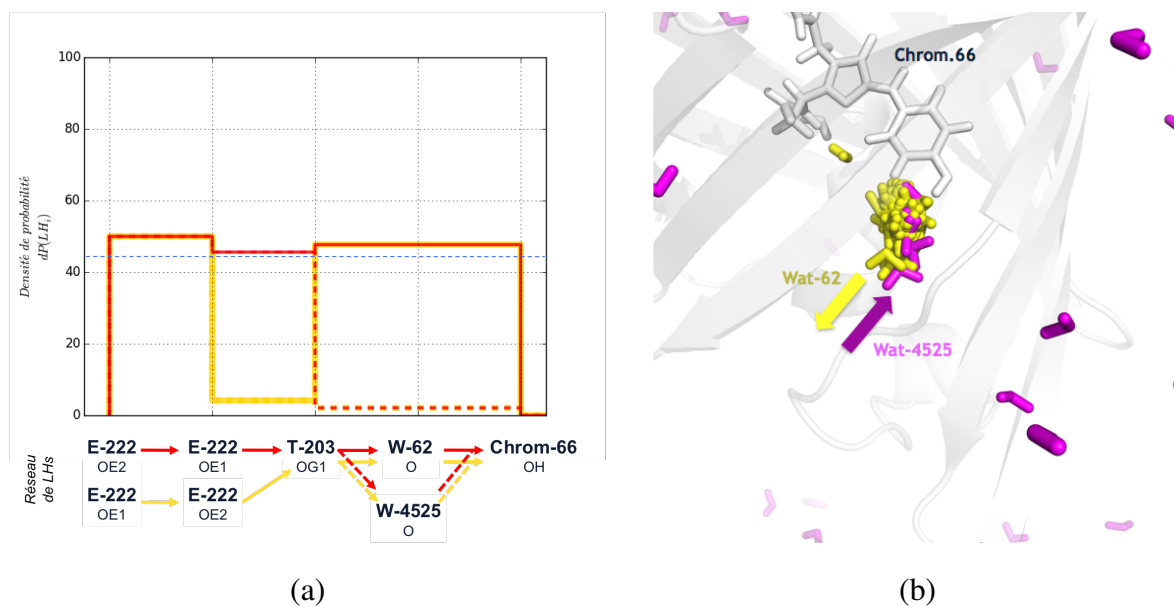 100
80
60
40
20
0
Densité de probabilité
dP(LHᵢ)
E-222 E-222 T-203 W-62 Chrom-66
OE2 OE1 OG1 O OH
E-222 E-222
OE1 OE2
W-4525
O
Réseau
de LHs
(a)
Chrom.66
Wat-62
Wat-4525
(b)